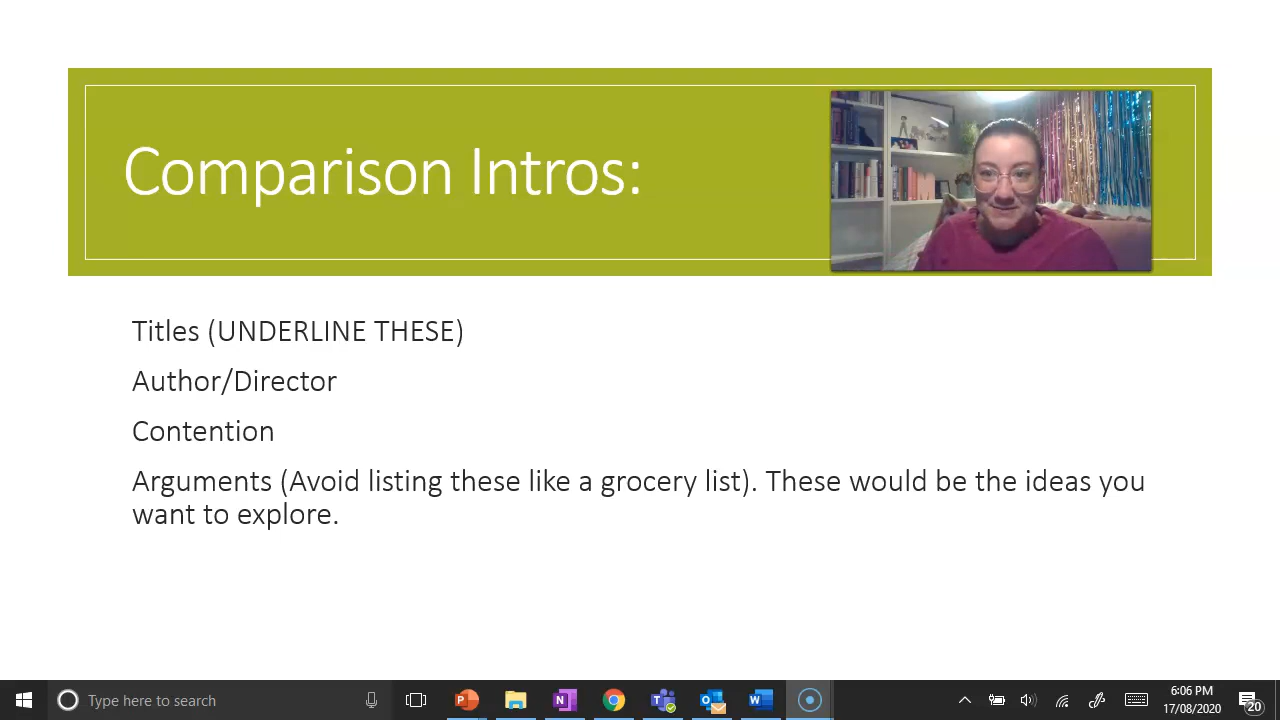 Comparison Intros:
Titles (UNDERLINE THESE)
Author/Director
Contention
Arguments (Avoid listing these like a grocery list). These would be the ideas you
want to explore.
Type here to search
6:06 PM
17/08/2020
20